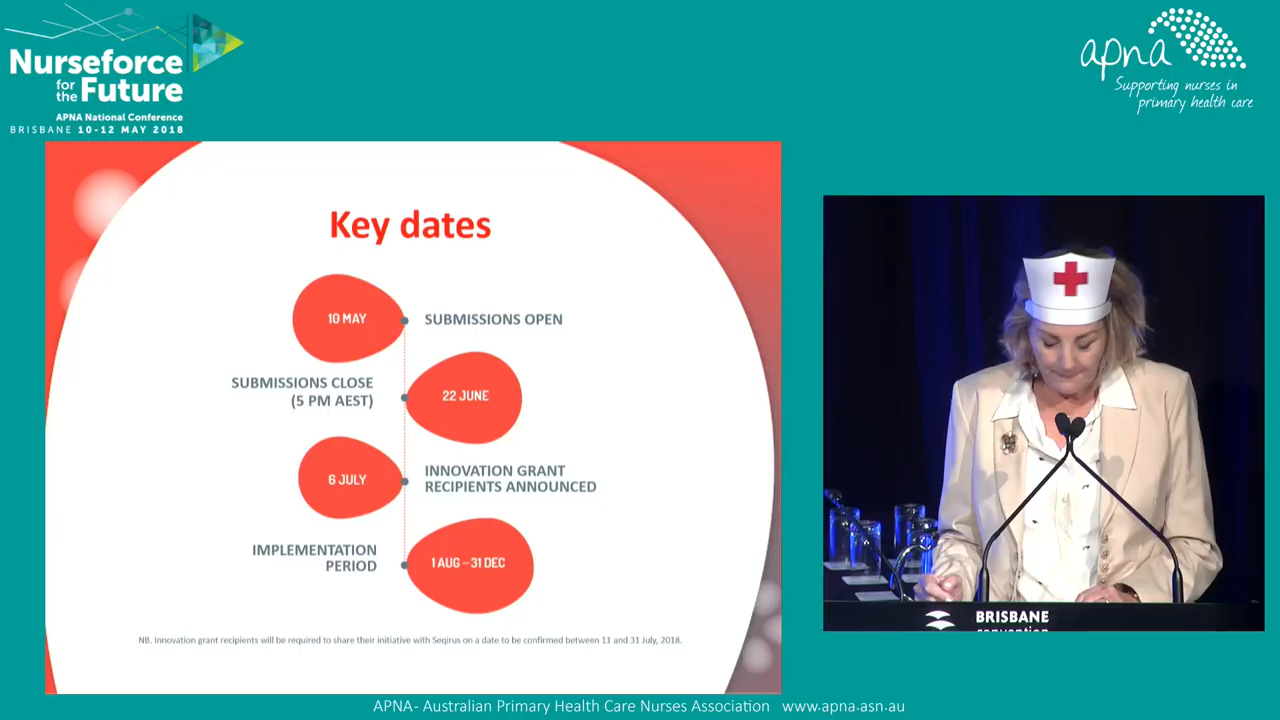 Nurseforce
for the Future
APNA National Conference
BRISBANE 10-12 MAY 2018
apna
Supporting nurses in
primary health care
Key dates
10 MAY
SUBMISSIONS OPEN
SUBMISSIONS CLOSE
(5 PM AEST)
22 JUNE
6 JULY
INNOVATION GRANT
RECIPIENTS ANNOUNCED
IMPLEMENTATION
PERIOD
1 AUG – 31 DEC
NB. Innovation grant recipients will be required to share their initiative with Seqirus on a date to be confirmed between 11 and 31 July, 2018.
BRISBANE
convention
APNA- Australian Primary Health Care Nurses Association www.apna.asn.au